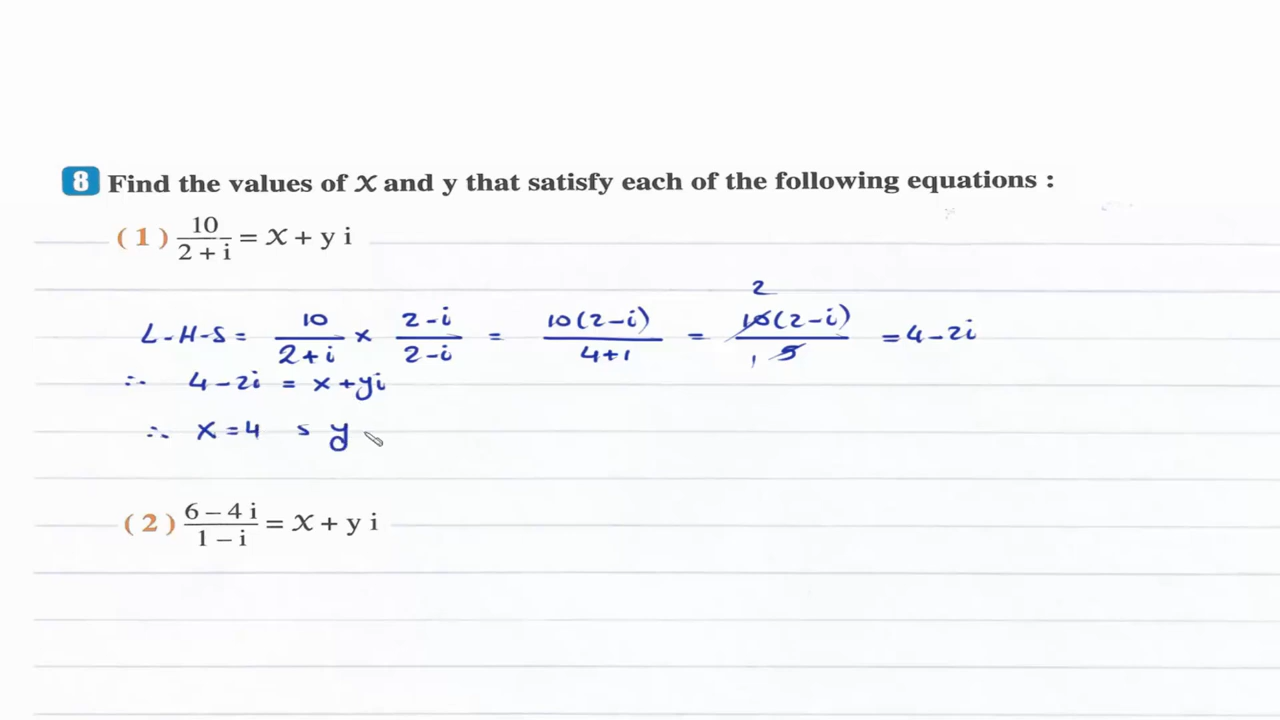 8 Find the values of x and y that satisfy each of the following equations :
(1) 10/(2 + i) = x + y i
L-H-S = 10/(2+i) × (2-i)/(2-i) = 10(2-i)/(4+1) = 2 10(2-i)/(1 5) = 4-2i
∴ 4-2i = x+yi
∴ x=4 , y
(2) (6 – 4 i)/(1 – i) = x + y i